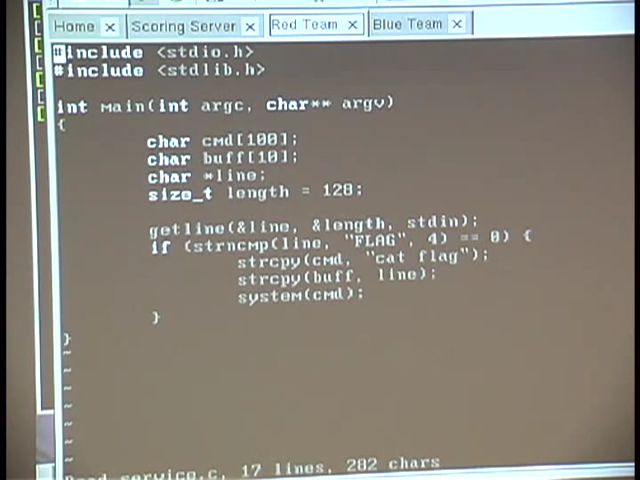 Home × Scoring Server × Red Team × Blue Team ×
#include <stdio.h>
#include <stdlib.h>
int main(int argc, char** argv)
{
char cmd[100];
char buff[10];
char *line;
size_t length = 128;
getline(&line, &length, stdin);
if (strncmp(line, "FLAG", 4) == 0) {
strcpy(cmd, "cat flag");
strcpy(buff, line);
system(cmd);
}
}
~
~
~
~
~
~
~
Read service.c, 17 lines, 282 chars